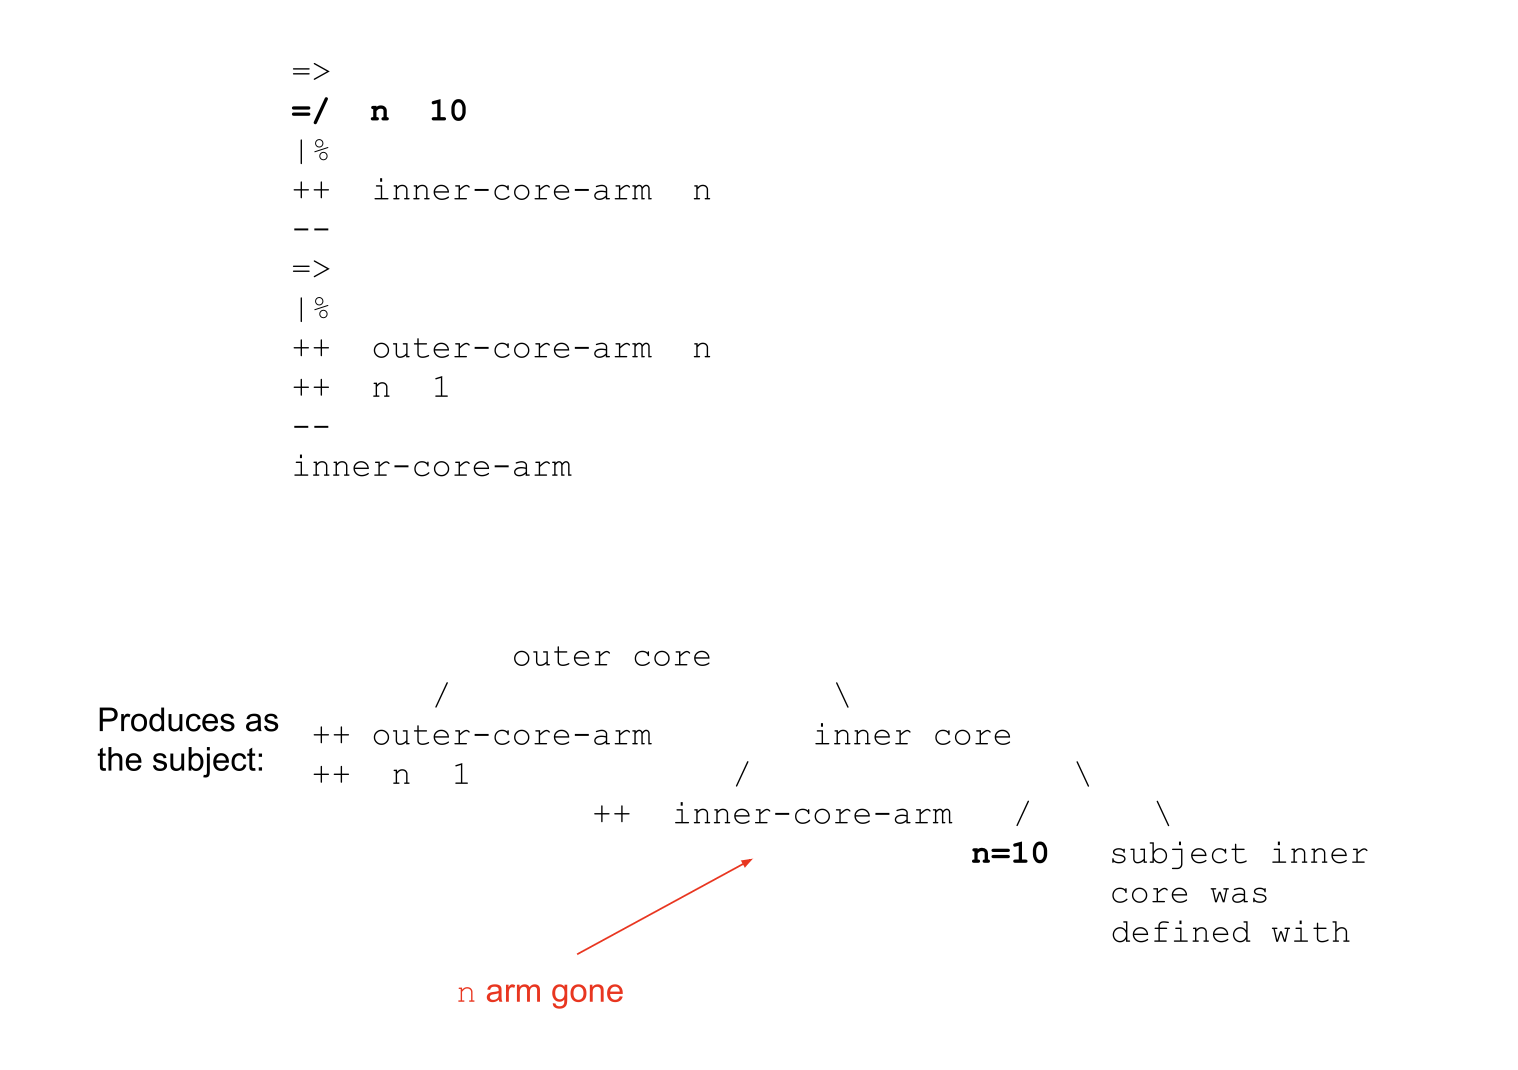 =>
=/  n  10
|%
++  inner-core-arm  n
--
=>
|%
++  outer-core-arm  n
++  n  1
--
inner-core-arm
outer core
/ \
Produces as
the subject:
++ outer-core-arm inner core
++  n  1 / \
++  inner-core-arm / \
n=10 subject inner
core was
defined with
n arm gone